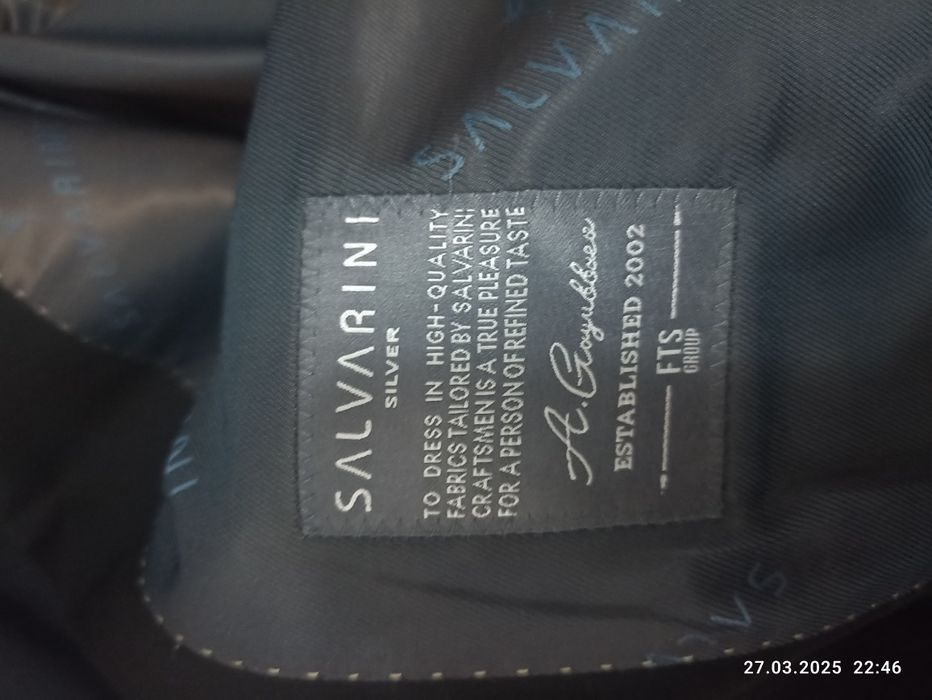 SALVARINI
SILVER
TO DRESS IN HIGH-QUALITY
FABRICS TAILORED BY SALVARINI
CRAFTSMEN IS A TRUE PLEASURE
FOR A PERSON OF REFINED TASTE
ESTABLISHED 2002
FTS
GROUP
27.03.2025 22:46